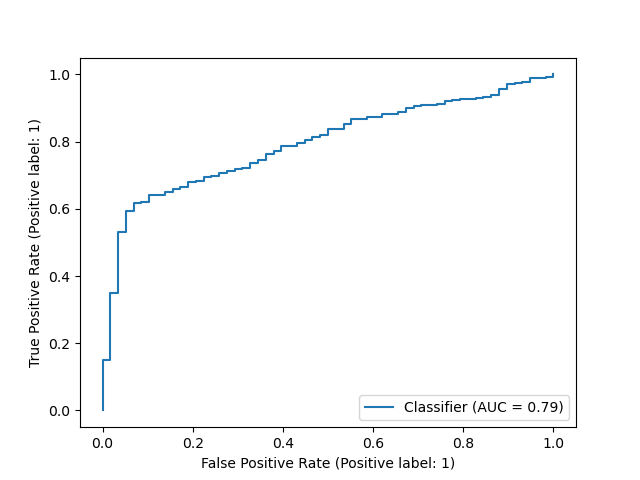 1.0
0.8
0.6
0.4
0.2
0.0
True Positive Rate (Positive label: 1)
Classifier (AUC = 0.79)
0.0 0.2 0.4 0.6 0.8 1.0
False Positive Rate (Positive label: 1)